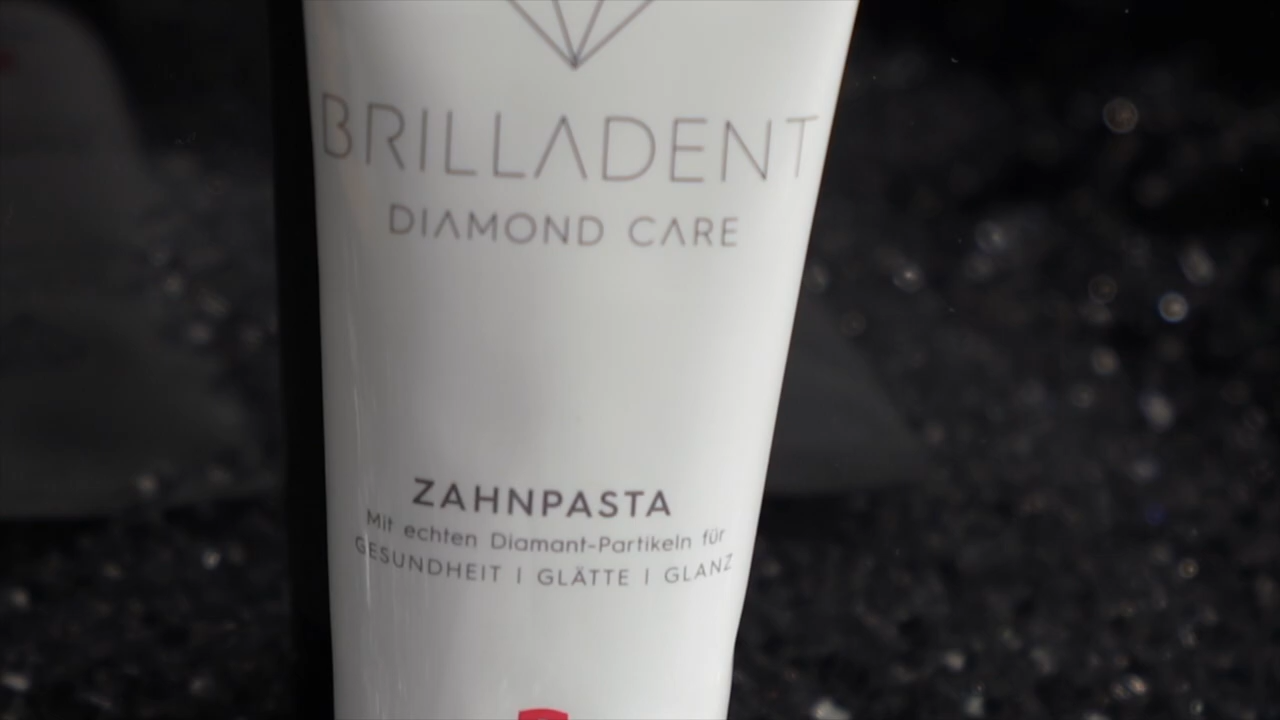 BRILLADENT
DIAMOND CARE
ZAHNPASTA
Mit echten Diamant-Partikeln für
GESUNDHEIT | GLÄTTE | GLANZ